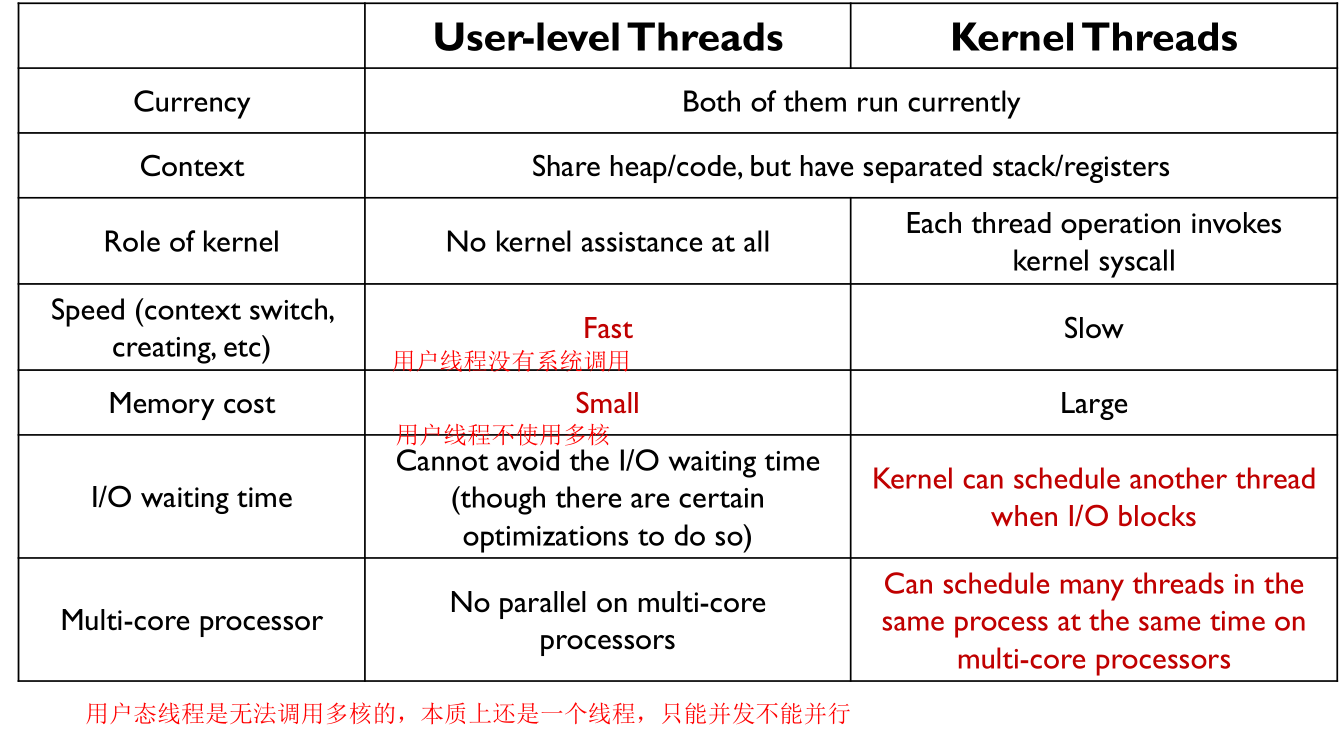 User-level Threads
Kernel Threads
Currency
Both of them run currently
Context
Share heap/code, but have separated stack/registers
Role of kernel
No kernel assistance at all
Each thread operation invokes
kernel syscall
Speed (context switch,
creating, etc)
Fast
用户线程没有系统调用
Slow
Memory cost
Small
用户线程不使用多核
Large
I/O waiting time
Cannot avoid the I/O waiting time
(though there are certain
optimizations to do so)
Kernel can schedule another thread
when I/O blocks
Multi-core processor
No parallel on multi-core
processors
Can schedule many threads in the
same process at the same time on
multi-core processors
用户态线程是无法调用多核的，本质上还是一个线程，只能并发不能并行